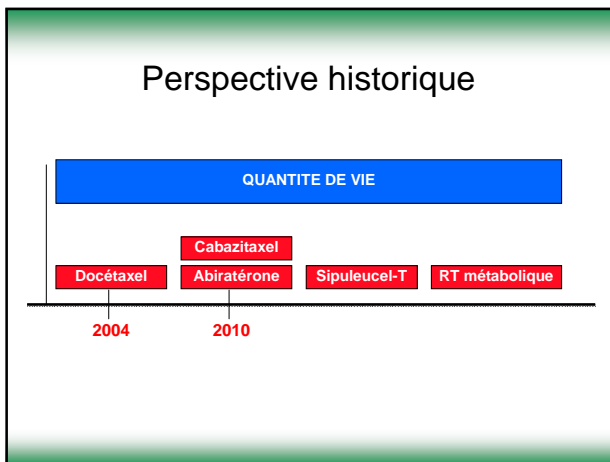 Perspective historique
QUANTITE DE VIE
Cabazitaxel
Docétaxel
Abiratérone
Sipuleucel-T
RT métabolique
2004
2010